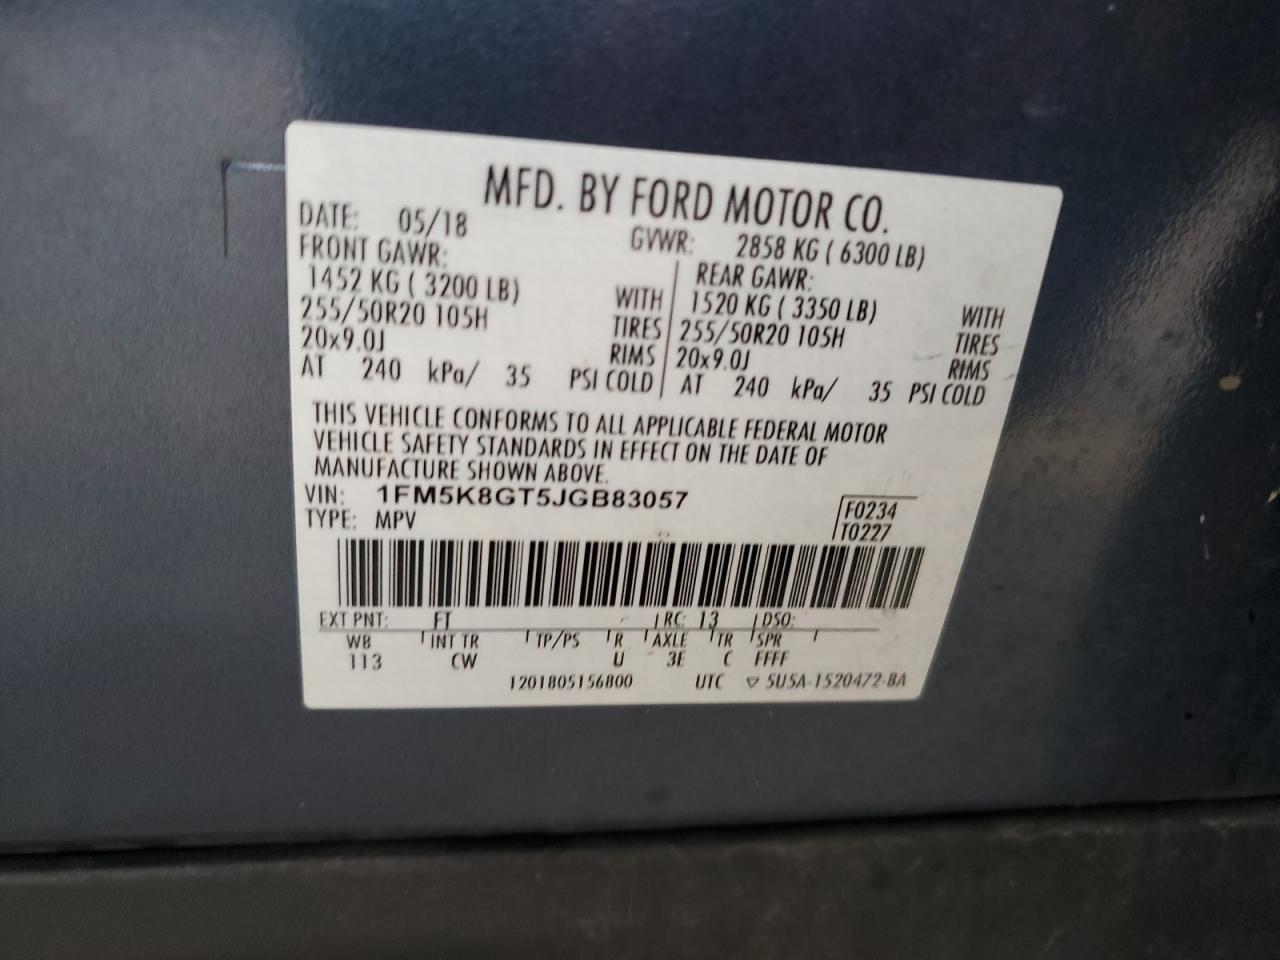 MFD. BY FORD MOTOR CO.
DATE: 05/18 GVWR: 2858 KG ( 6300 LB)
FRONT GAWR: REAR GAWR:
1452 KG ( 3200 LB) WITH 1520 KG ( 3350 LB) WITH
255/50R20 105H TIRES 255/50R20 105H TIRES
20x9.0J RIMS 20x9.0J RIMS
AT 240 kPa/ 35 PSI COLD AT 240 kPa/ 35 PSI COLD
THIS VEHICLE CONFORMS TO ALL APPLICABLE FEDERAL MOTOR
VEHICLE SAFETY STANDARDS IN EFFECT ON THE DATE OF
MANUFACTURE SHOWN ABOVE.
VIN: 1FM5K8GT5JGB83057 F0234
TYPE: MPV T0227
EXT PNT: FT RC: 13 DSO:
WB INT TR TP/PS R AXLE TR SPR
113 CW U 3E C FFFF
1201805156800 UTC ▽ 5U5A-1520472-BA